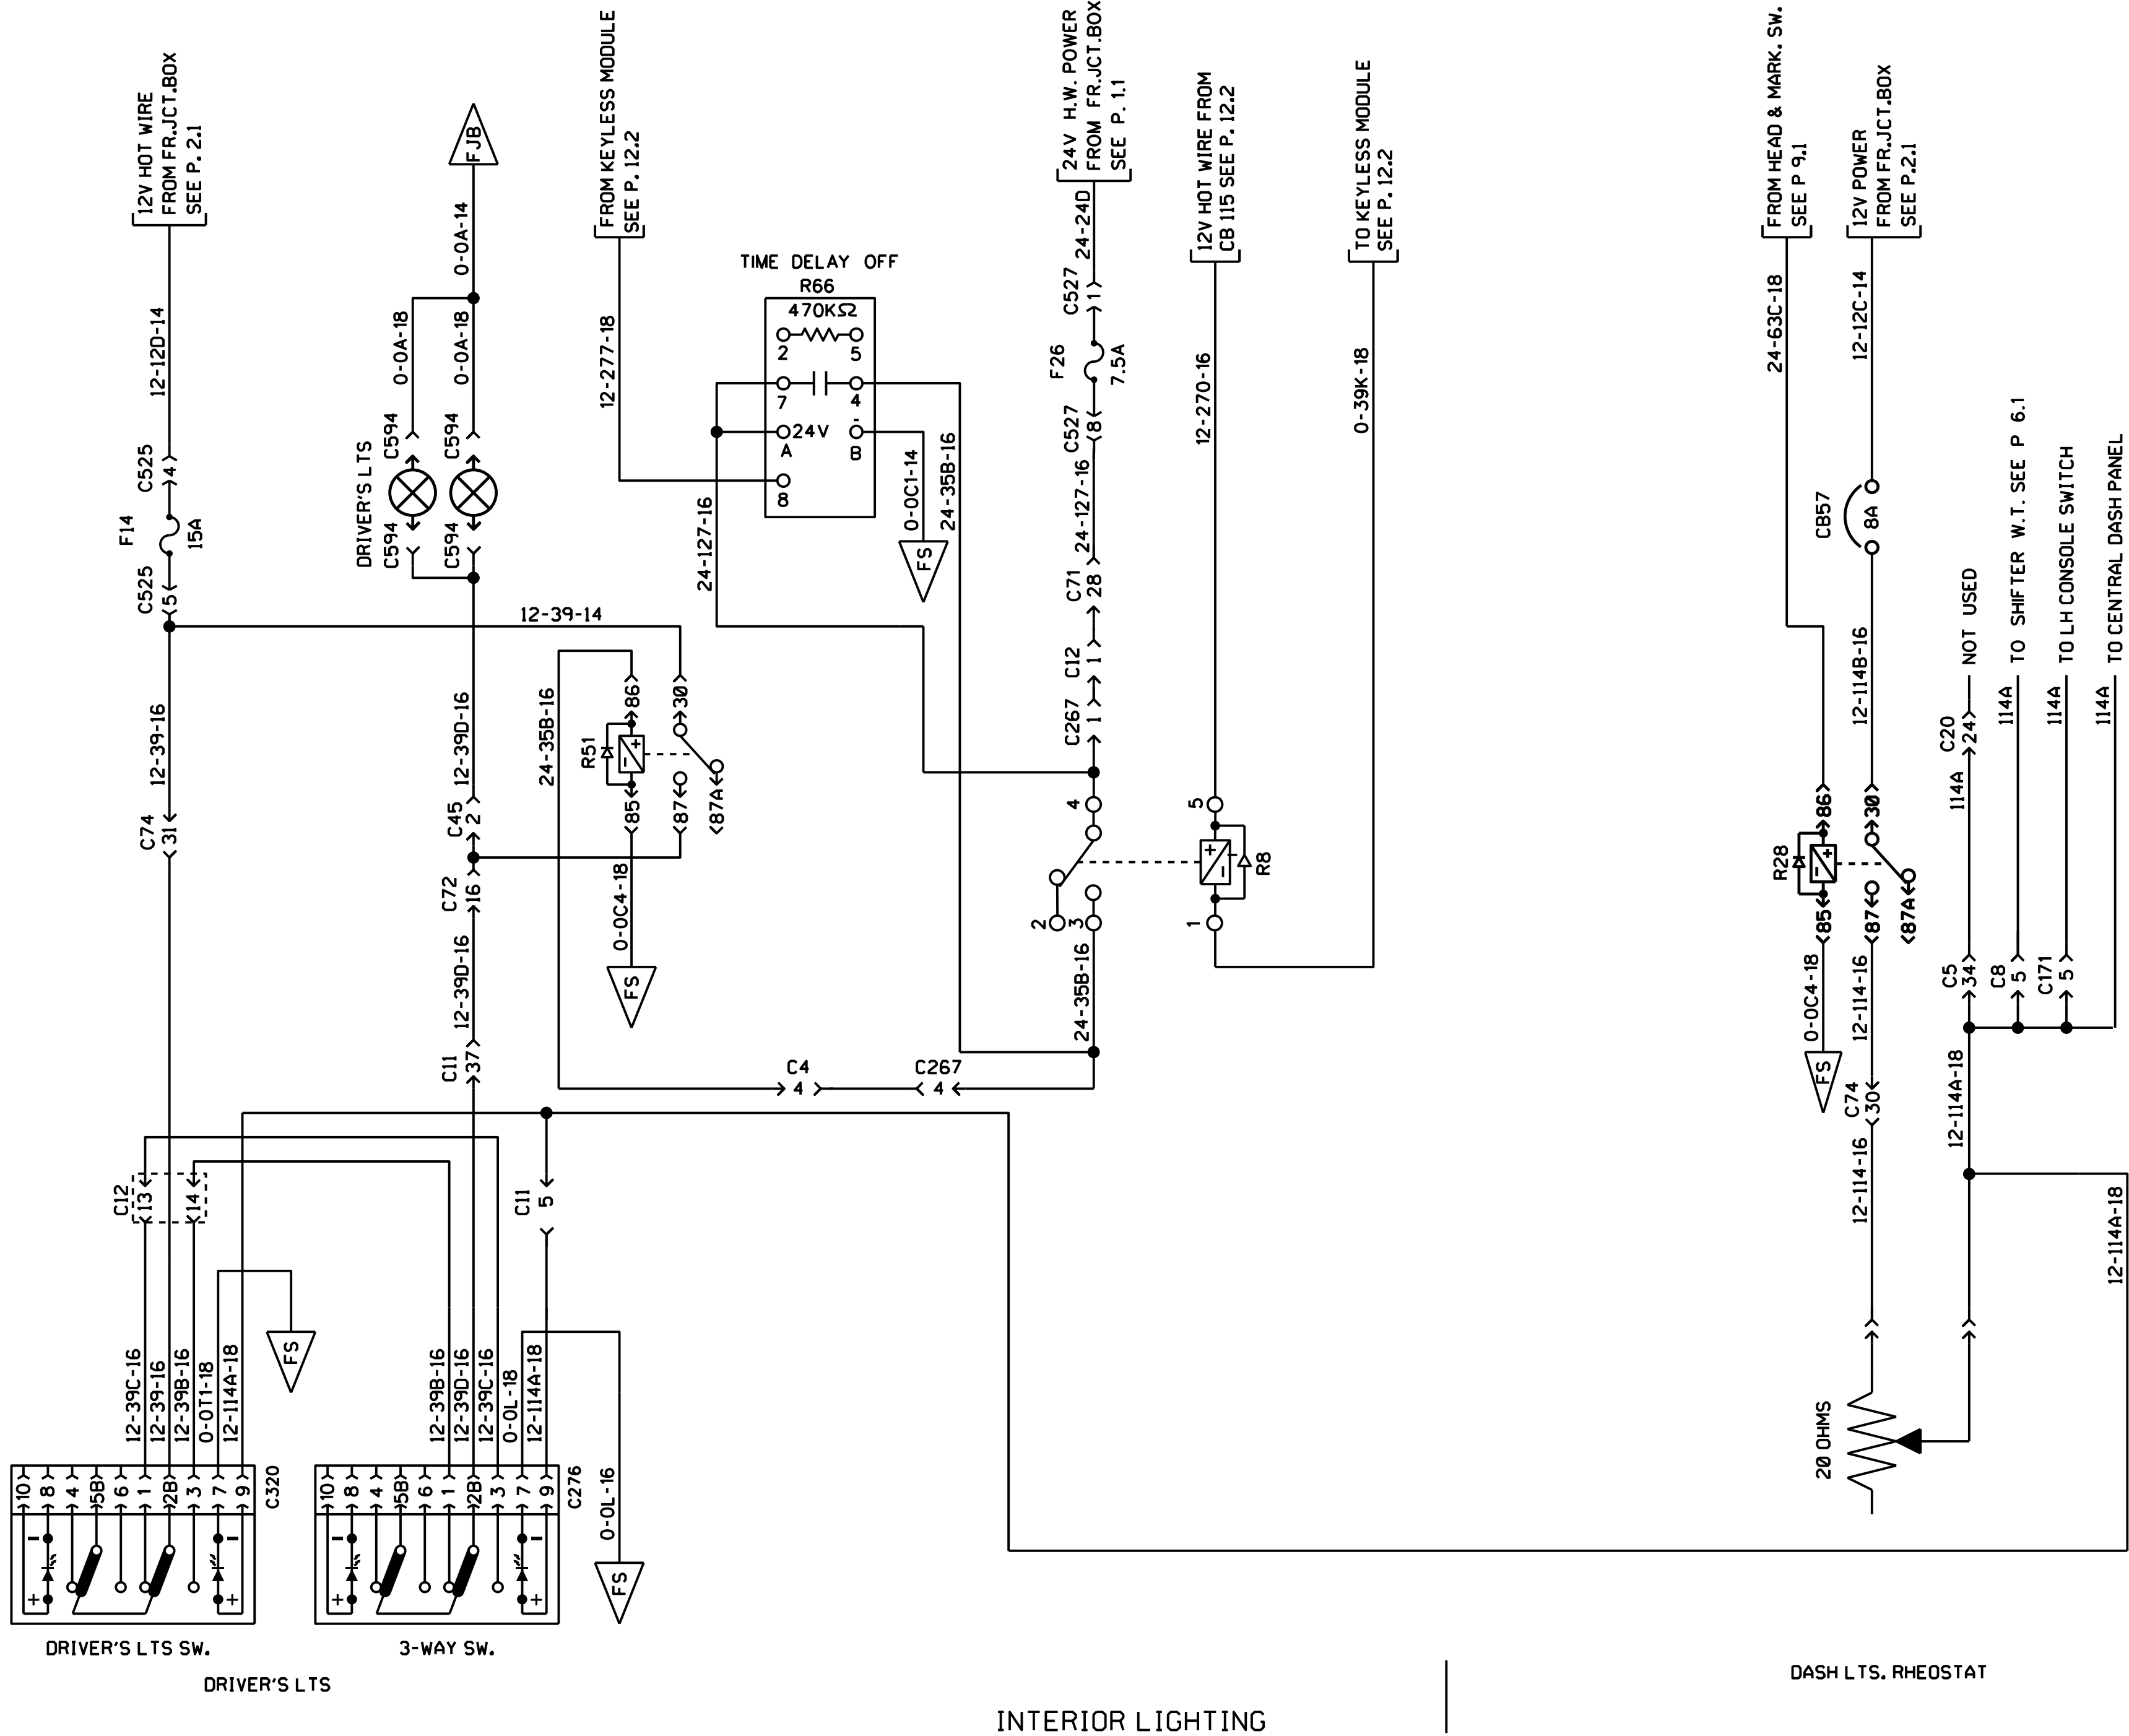 12V HOT WIRE
FROM FR.JCT.BOX
SEE P. 2.1
12-12D-14
C525
4
F14
15A
C525
5
12-39-14
12-39-16
C74
31
FJB
0-0A-14
0-0A-18
0-0A-18
C594
C594
DRIVER'S LTS
C594
C594
12-39D-16
C45
2
C72
16
12-39D-16
C11
37
FROM KEYLESS MODULE
SEE P. 12.2
12-277-18
TIME DELAY OFF
R66
470KΩ
2
5
7
4
24V
-
A
B
8
24-127-16
0-0C1-14
FS
24-35B-16
24-35B-16
R51
86
30
+
-
85
87
87A
0-0C4-18
FS
24V H.W. POWER
FROM FR.JCT.BOX
SEE P. 1.1
24-24D
C527
1
F26
7.5A
C527
8
24-127-16
C71
28
C12
1
C267
1
4
2
3
24-35B-16
C4
4
C267
4
12V HOT WIRE FROM
CB 115 SEE P. 12.2
12-270-16
5
+
-
R8
1
TO KEYLESS MODULE
SEE P. 12.2
0-39K-18
FROM HEAD & MARK. SW.
SEE P 9.1
24-63C-18
12V POWER
FROM FR.JCT.BOX
SEE P.2.1
12-12C-14
CB57
8A
12-114B-16
R28
86
30
+
-
85
87
87A
0-0C4-18
FS
12-114-16
C74
30
12-114-16
NOT USED
C20
24
114A
TO SHIFTER W.T. SEE P 6.1
114A
TO LH CONSOLE SWITCH
114A
TO CENTRAL DASH PANEL
114A
C5
34
C8
5
C171
5
12-114A-18
12-114A-18
20 OHMS
C12
13
14
C11
5
FS
12-39C-16
12-39-16
12-39B-16
0-0T1-18
12-114A-18
10
8
4
5B
6
1
2B
3
7
9
C320
-
+
-
+
DRIVER'S LTS SW.
12-39B-16
12-39D-16
12-39C-16
0-0L-18
12-114A-18
10
8
4
5B
6
1
2B
3
7
9
C276
-
+
-
+
0-0L-16
FS
3-WAY SW.
DRIVER'S LTS
DASH LTS. RHEOSTAT
INTERIOR LIGHTING